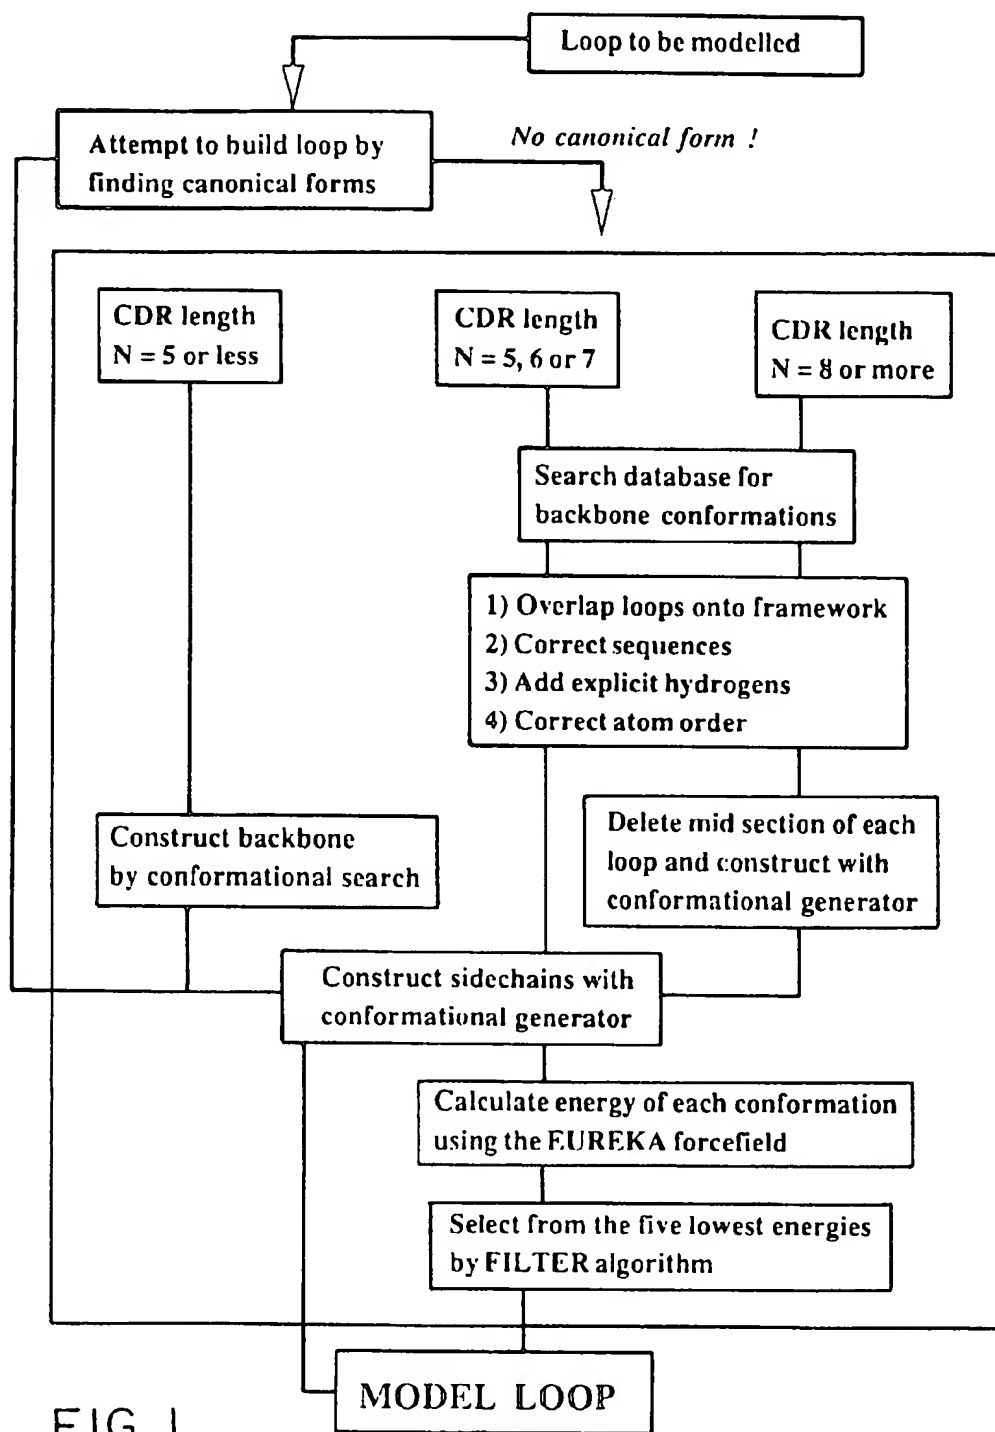 Loop to be modelled
Attempt to build loop by
finding canonical forms
No canonical form !
CDR length
N = 5 or less
CDR length
N = 5, 6 or 7
CDR length
N = 8 or more
Search database for
backbone conformations
1) Overlap loops onto framework
2) Correct sequences
3) Add explicit hydrogens
4) Correct atom order
Construct backbone
by conformational search
Delete mid section of each
loop and construct with
conformational generator
Construct sidechains with
conformational generator
Calculate energy of each conformation
using the EUREKA forcefield
Select from the five lowest energies
by FILTER algorithm
MODEL LOOP
FIG. 1